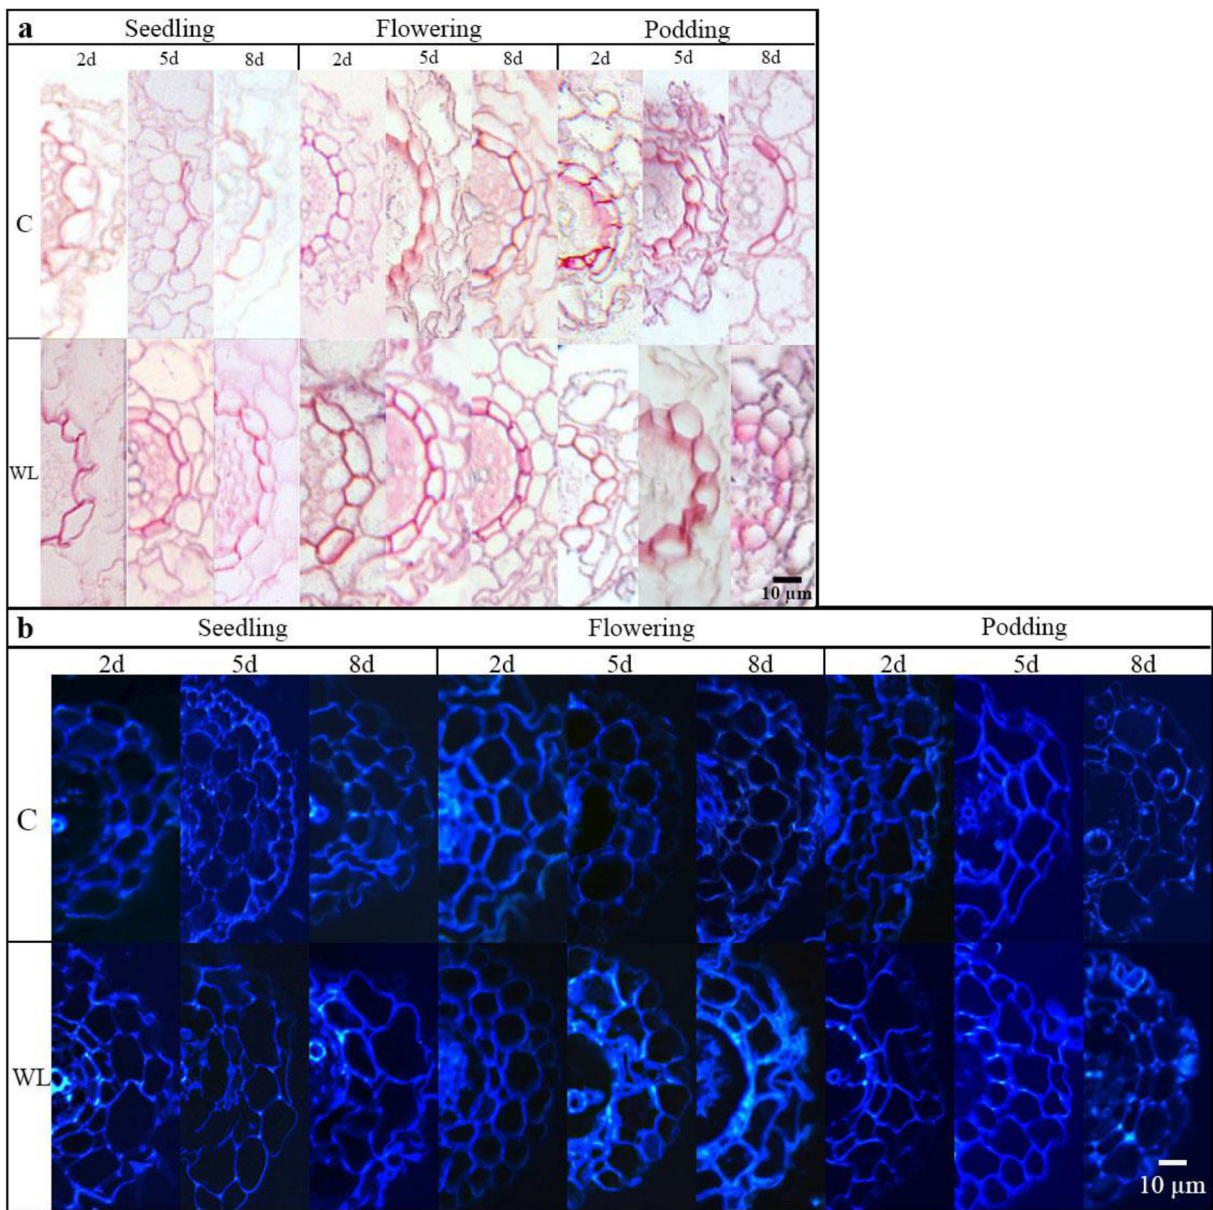 a Seedling Flowering Podding
2d 5d 8d 2d 5d 8d 2d 5d 8d
C
WL
10 µm
b Seedling Flowering Podding
2d 5d 8d 2d 5d 8d 2d 5d 8d
C
WL
10 µm